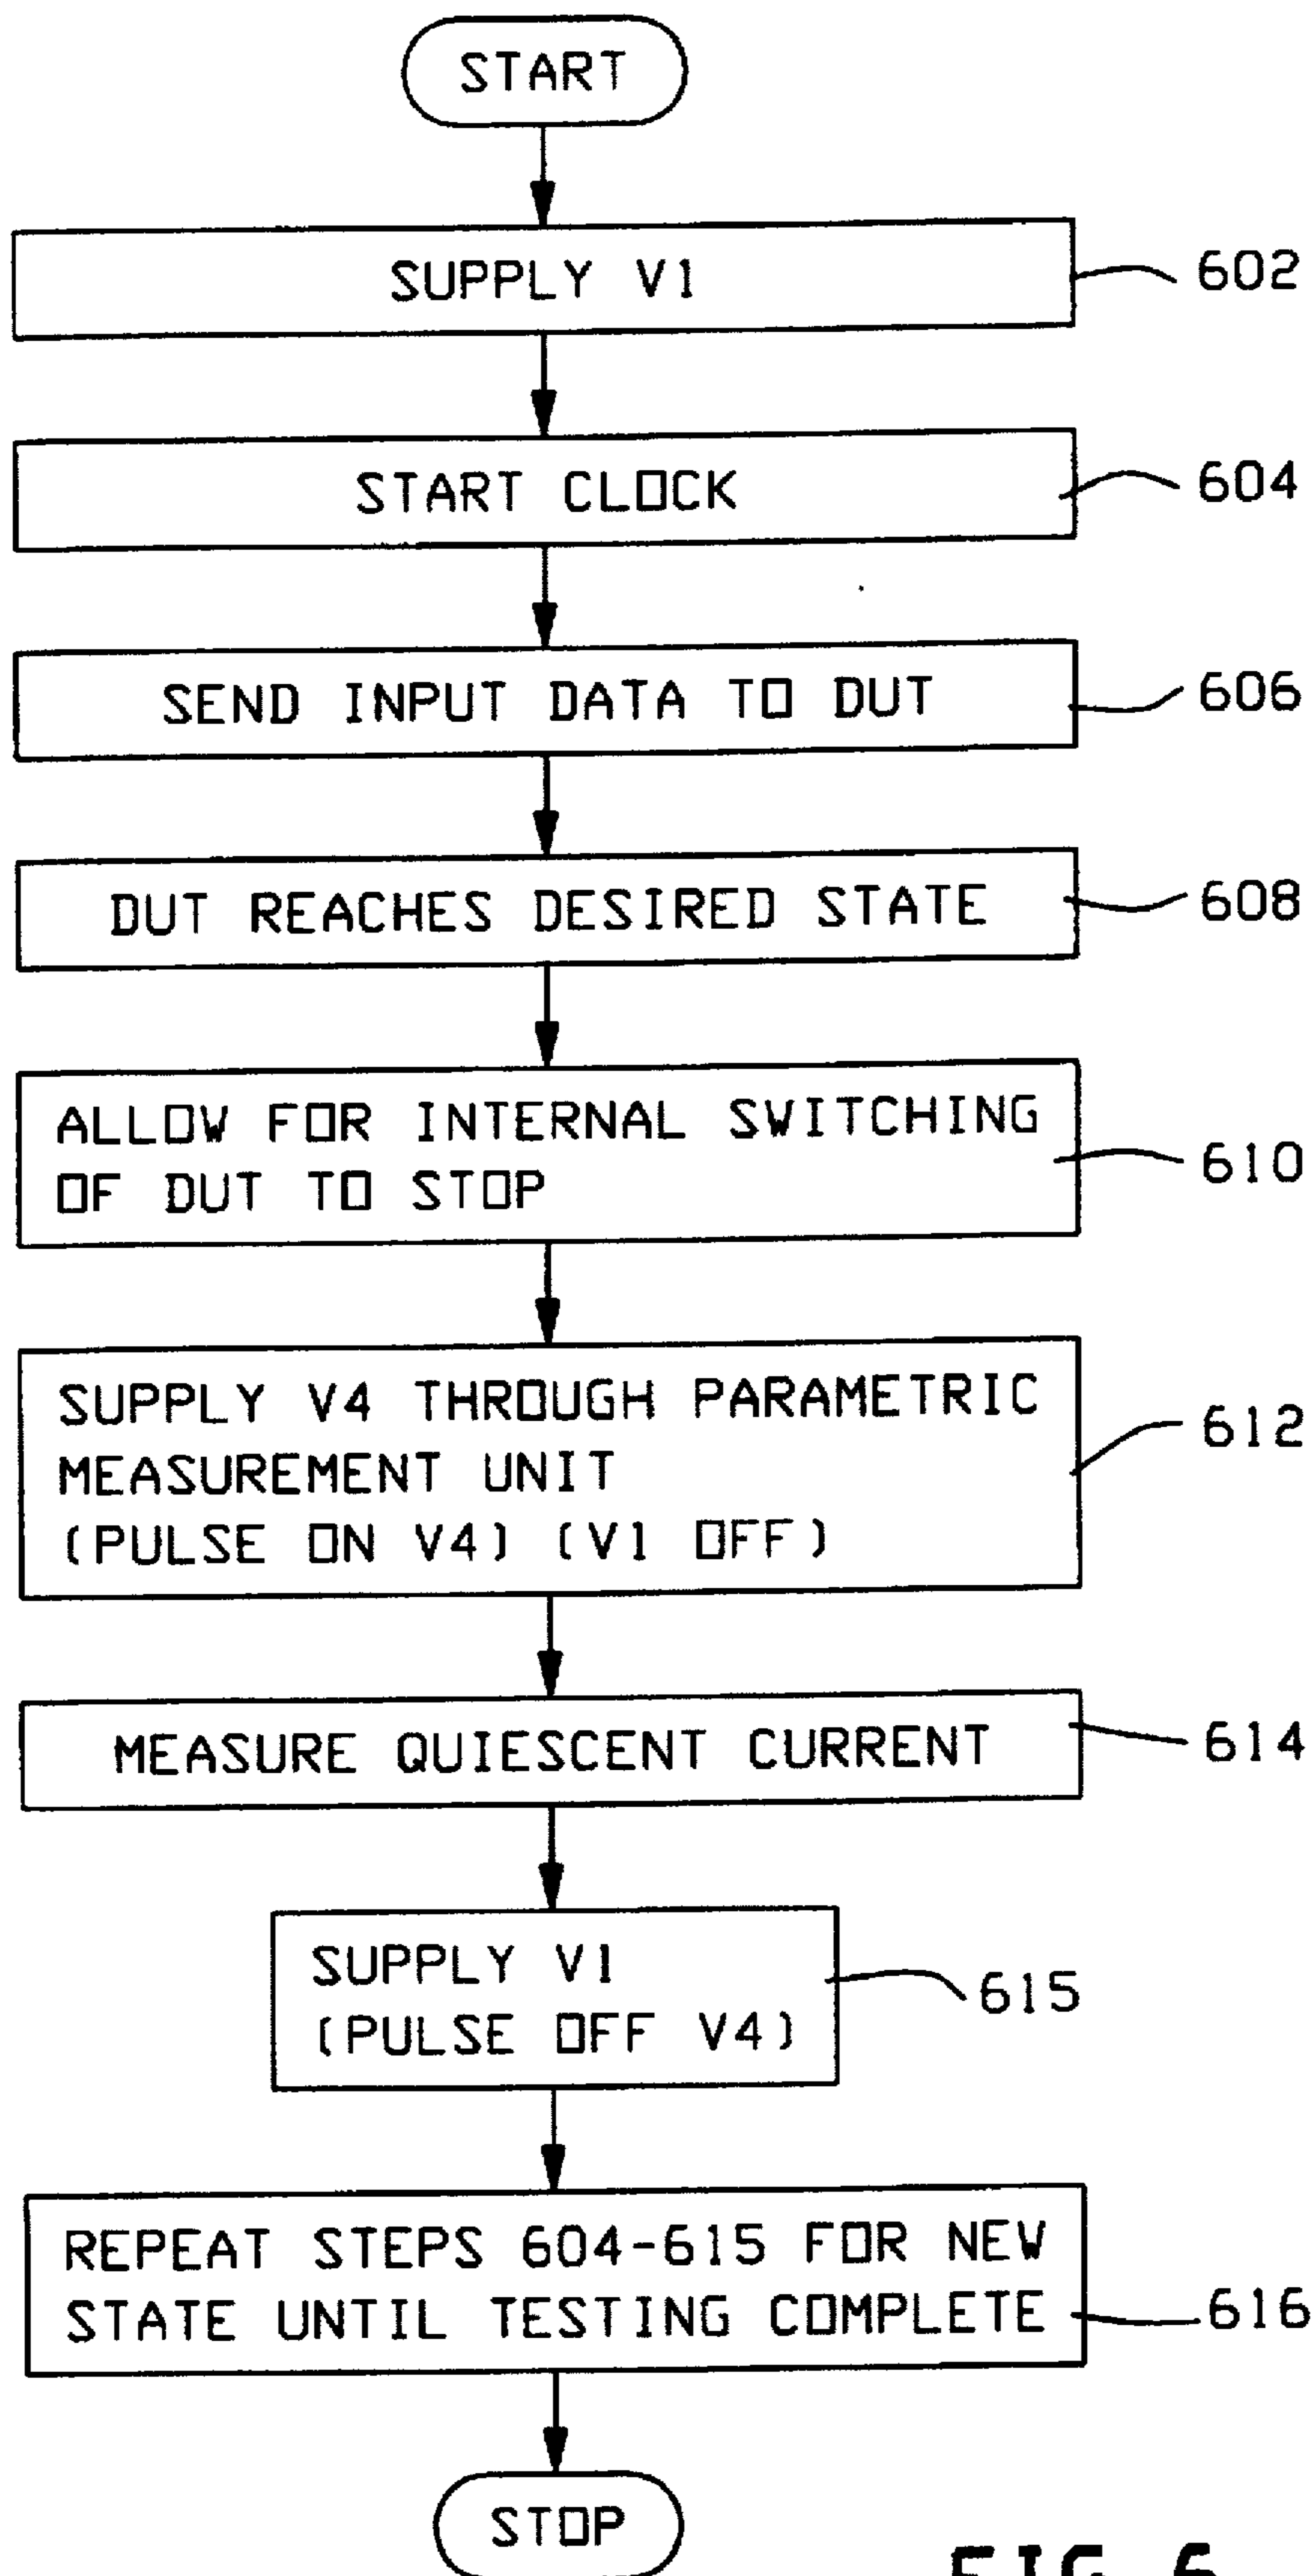 START
SUPPLY V1
602
START CLOCK
604
SEND INPUT DATA TO DUT
606
DUT REACHES DESIRED STATE
608
ALLOW FOR INTERNAL SWITCHING
OF DUT TO STOP
610
SUPPLY V4 THROUGH PARAMETRIC
MEASUREMENT UNIT
(PULSE ON V4) (V1 OFF)
612
MEASURE QUIESCENT CURRENT
614
SUPPLY V1
(PULSE OFF V4)
615
REPEAT STEPS 604-615 FOR NEW
STATE UNTIL TESTING COMPLETE
616
STOP
FIG. 6